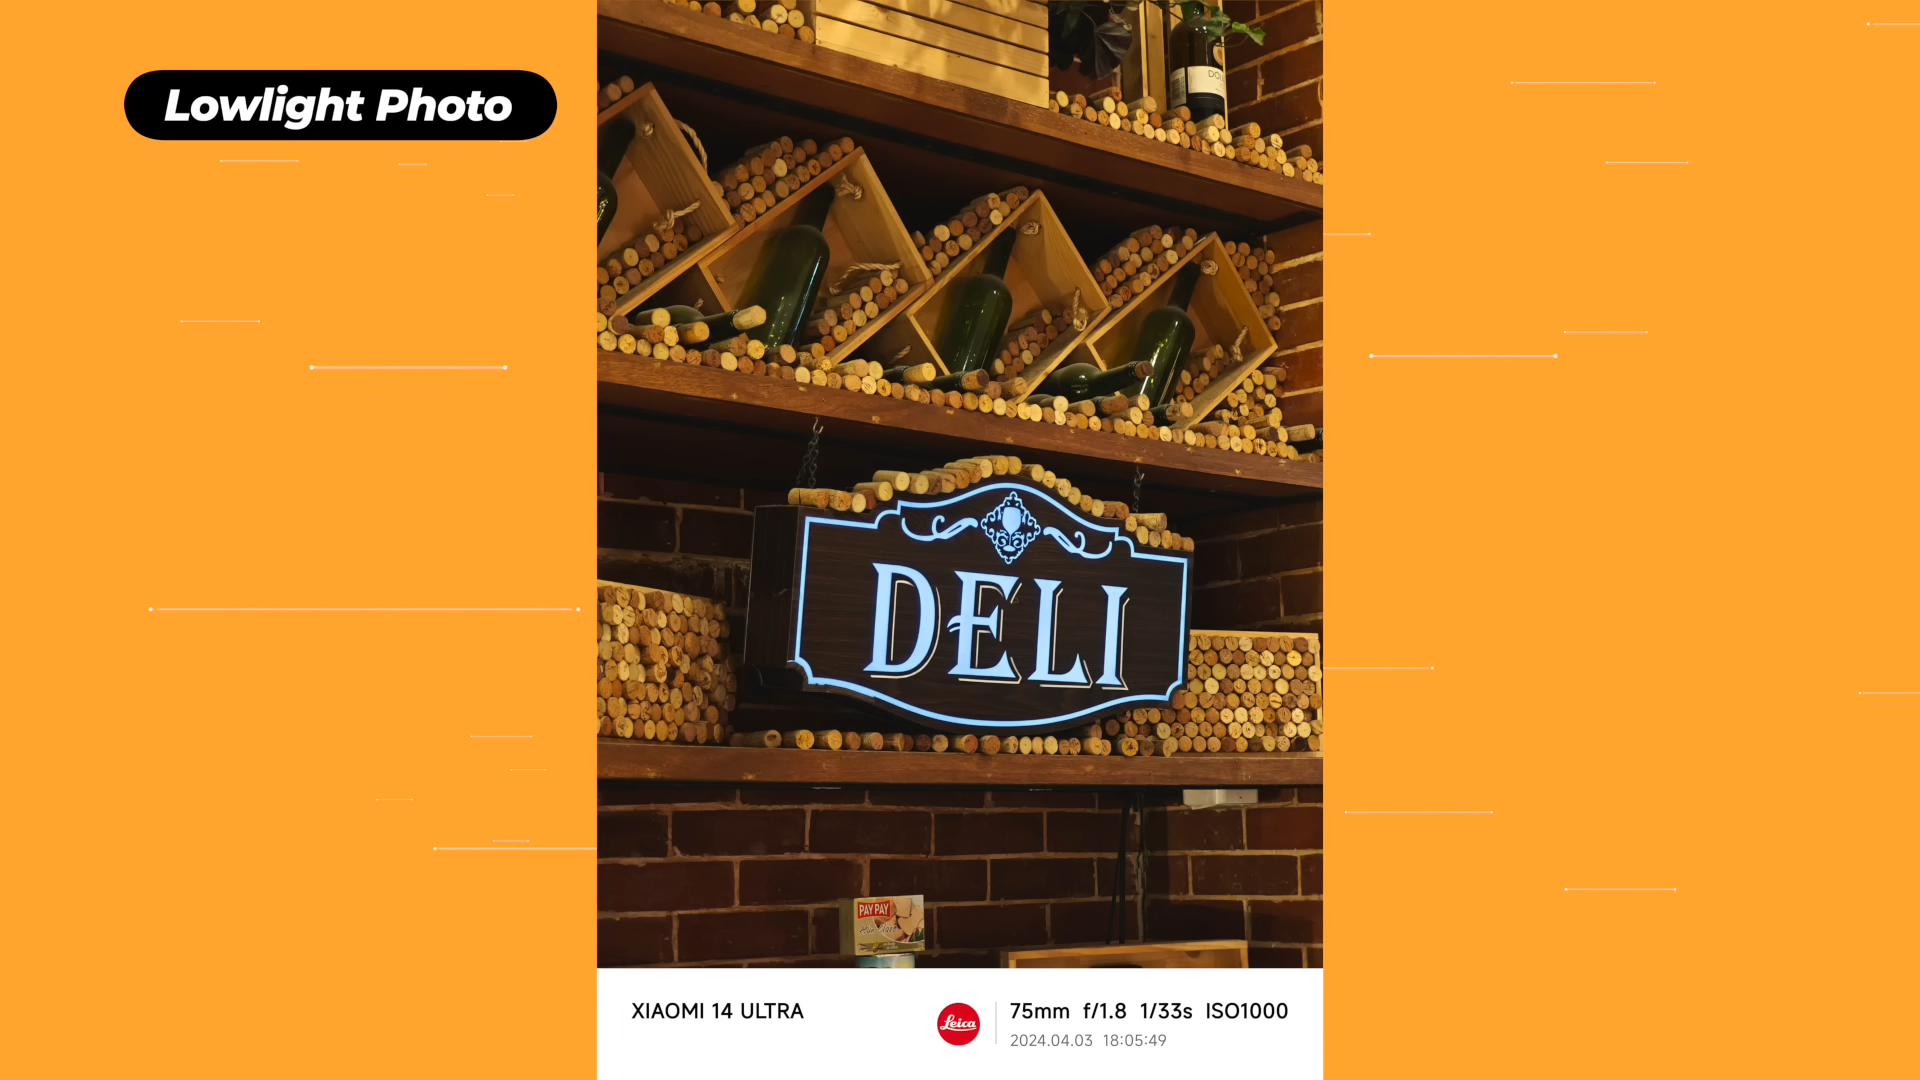 Lowlight Photo
DELI
PAY PAY
XIAOMI 14 ULTRA
Leica
75mm f/1.8 1/33s ISO1000
2024.04.03 18:05:49